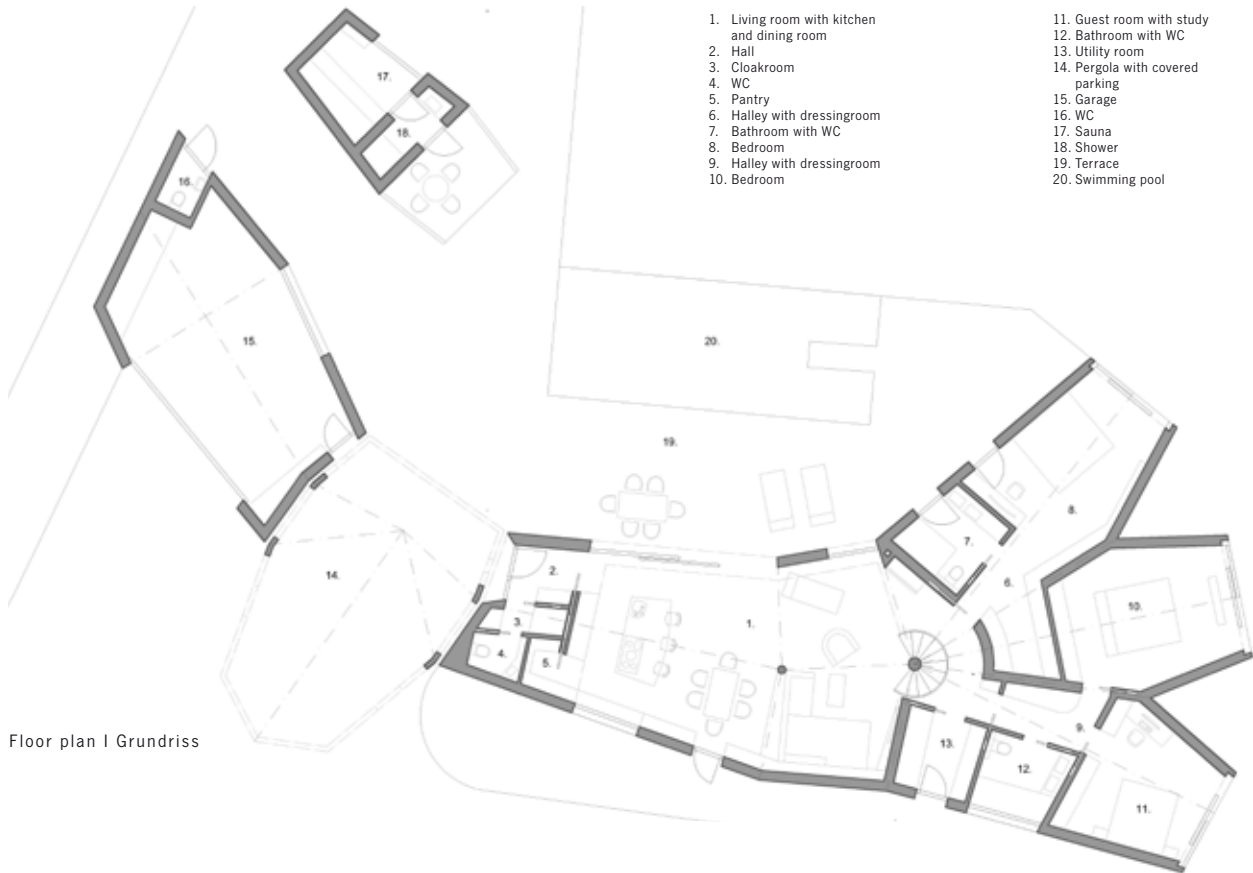 1. Living room with kitchen
and dining room
2. Hall
3. Cloakroom
4. WC
5. Pantry
6. Halley with dressingroom
7. Bathroom with WC
8. Bedroom
9. Halley with dressingroom
10. Bedroom
11. Guest room with study
12. Bathroom with WC
13. Utility room
14. Pergola with covered
parking
15. Garage
16. WC
17. Sauna
18. Shower
19. Terrace
20. Swimming pool
17.
18.
16.
15.
20.
19.
8.
7.
2.
14.
6.
10.
3.
1.
4.
5.
9.
13.
12.
11.
Floor plan I Grundriss